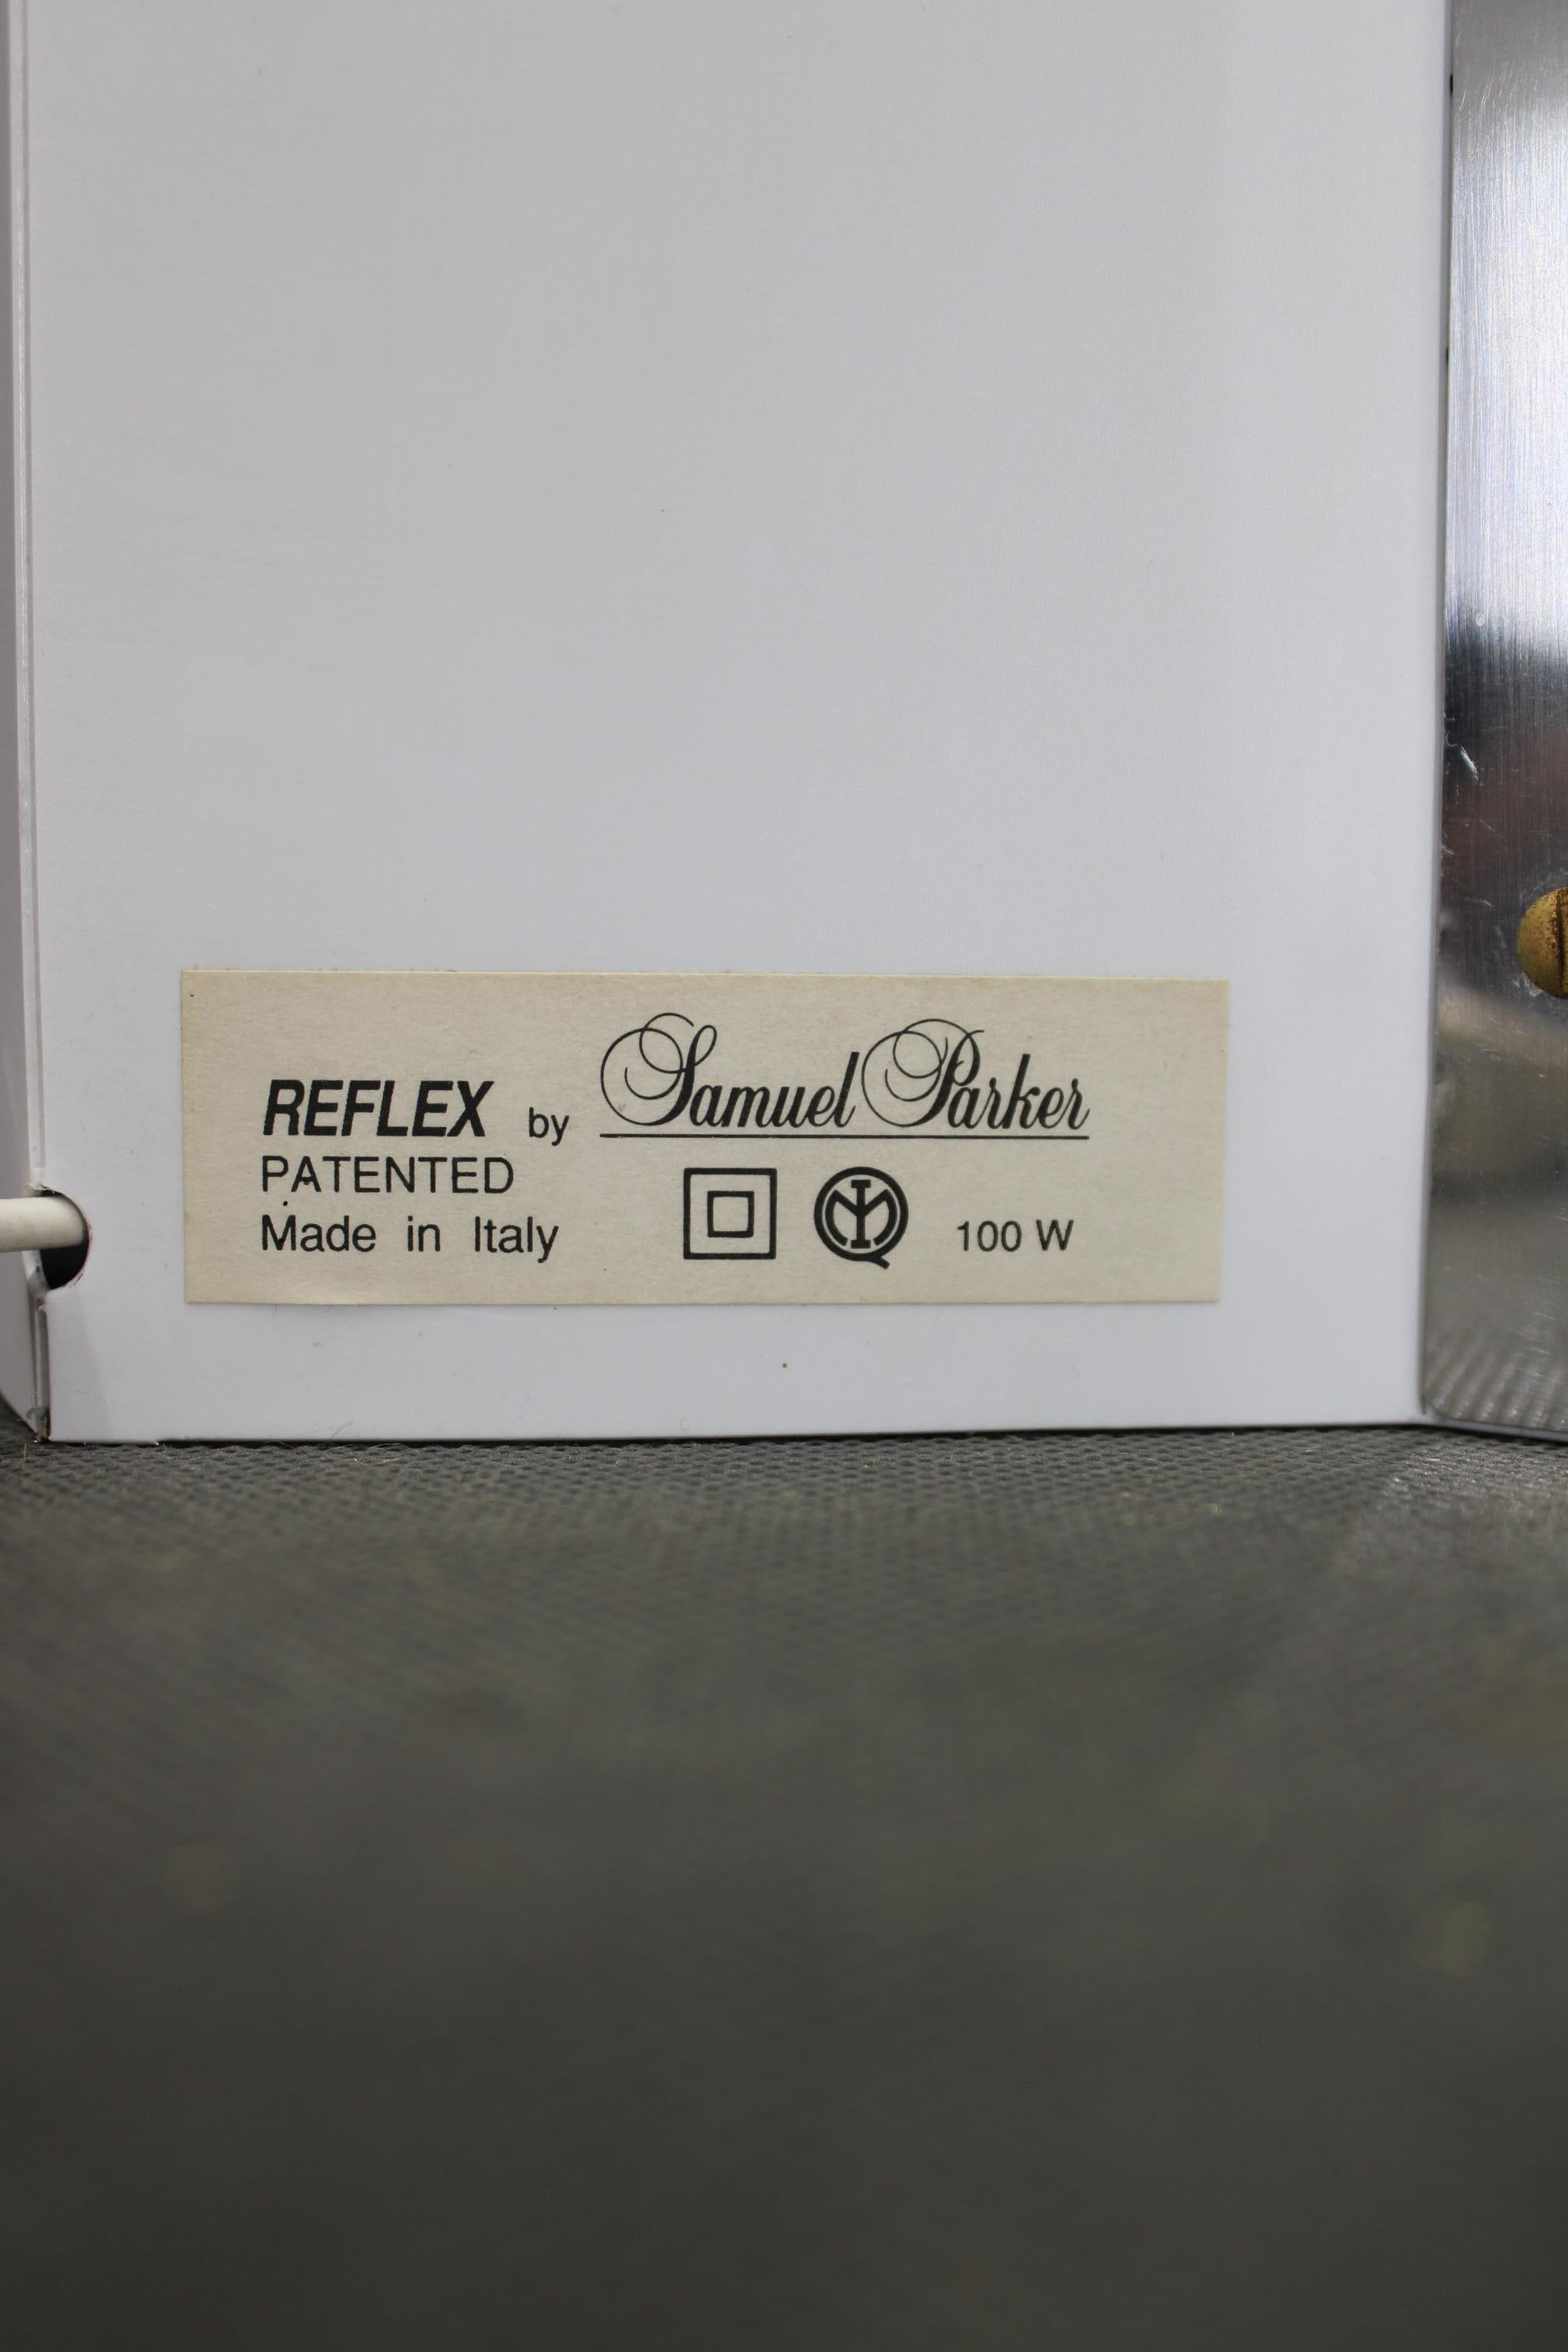 REFLEX by Samuel Parker
PATENTED
Made in Italy 100 W